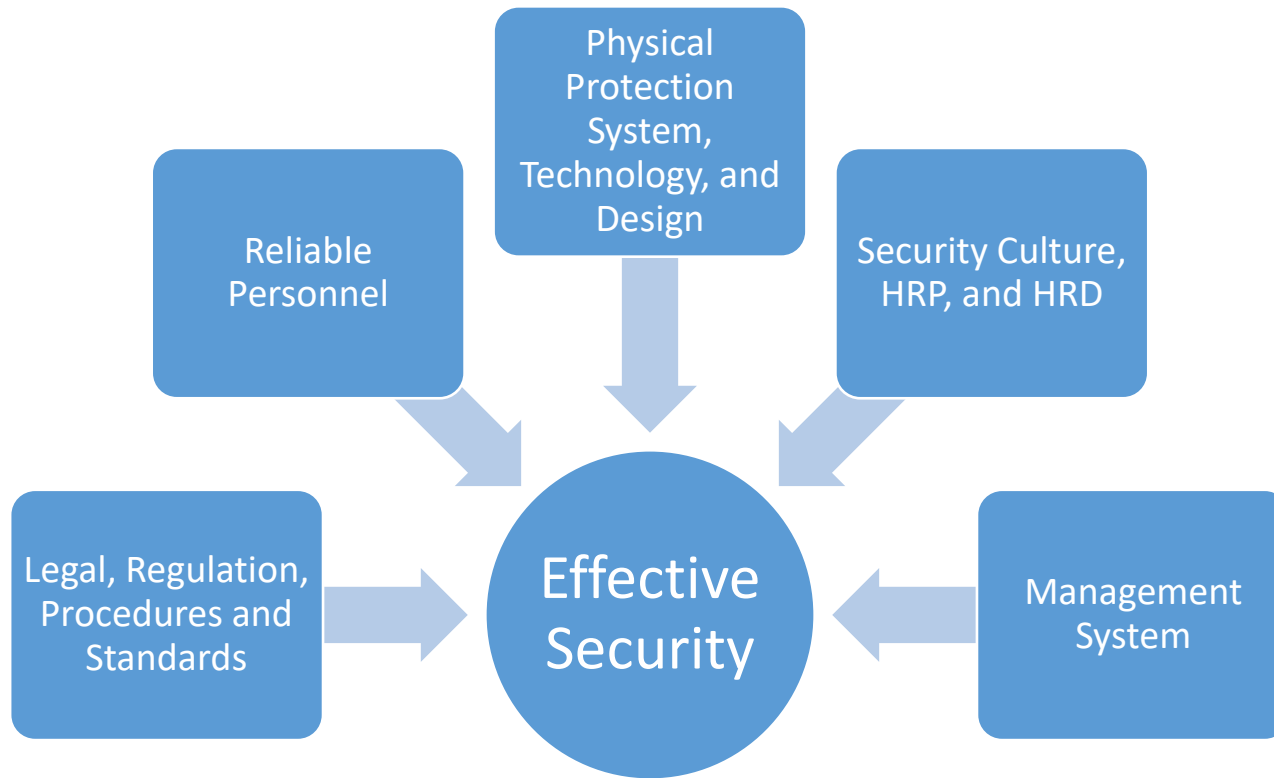 Physical
Protection
System,
Technology, and
Design
Reliable
Personnel
Security Culture,
HRP, and HRD
Legal, Regulation,
Procedures and
Standards
Effective
Security
Management
System